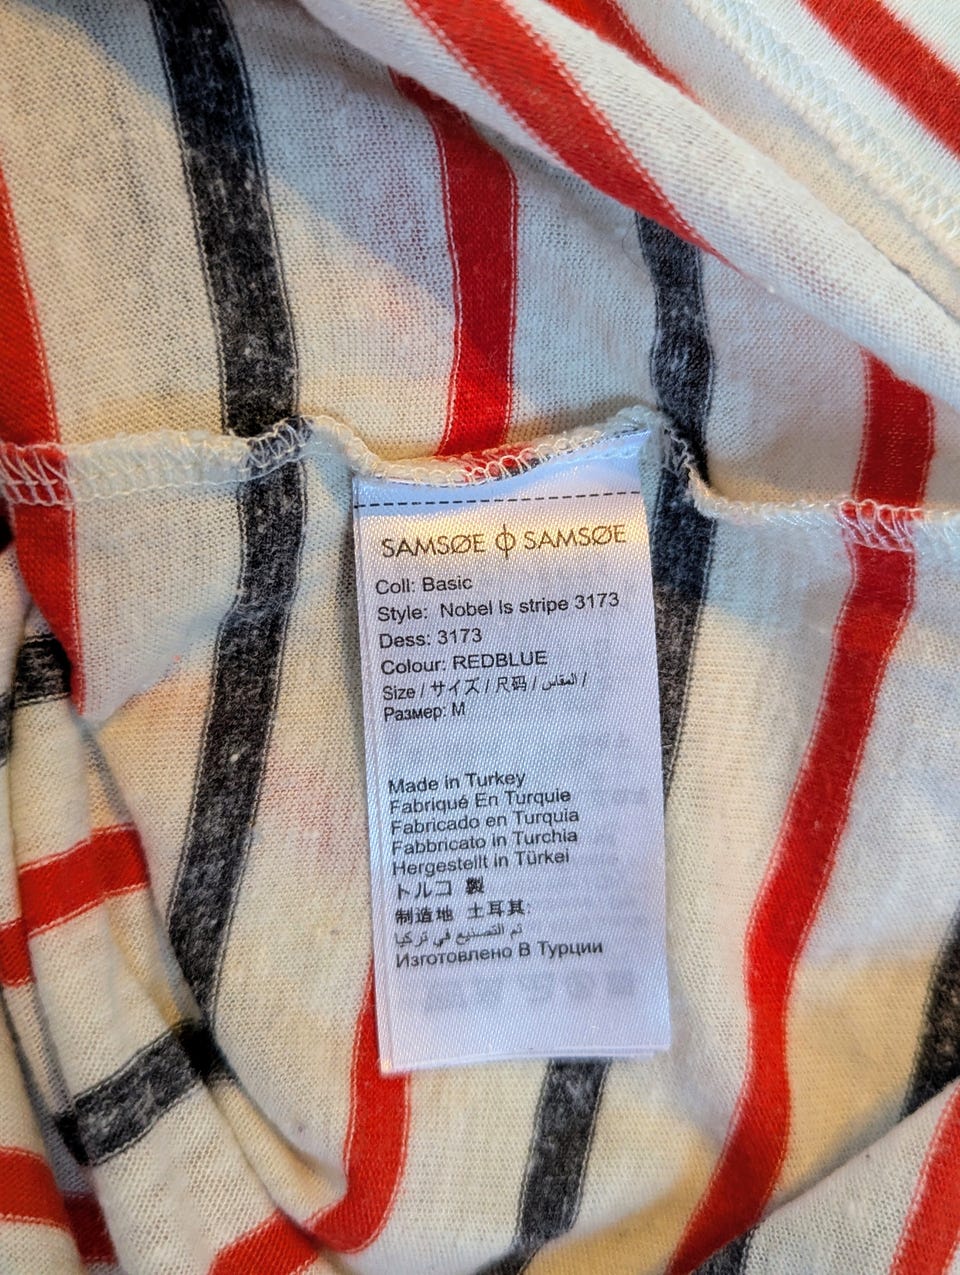 SAMSØE ϕ SAMSØE
Coll: Basic
Style: Nobel ls stripe 3173
Dess: 3173
Colour: REDBLUE
Size / サイズ / 尺码 / المقاس /
Размер: M
Made in Turkey
Fabriqué En Turquie
Fabricado en Turquia
Fabbricato in Turchia
Hergestellt in Türkei
トルコ 製
制造地 土耳其:
تم التصنيع في تركيا
Изготовлено В Турции